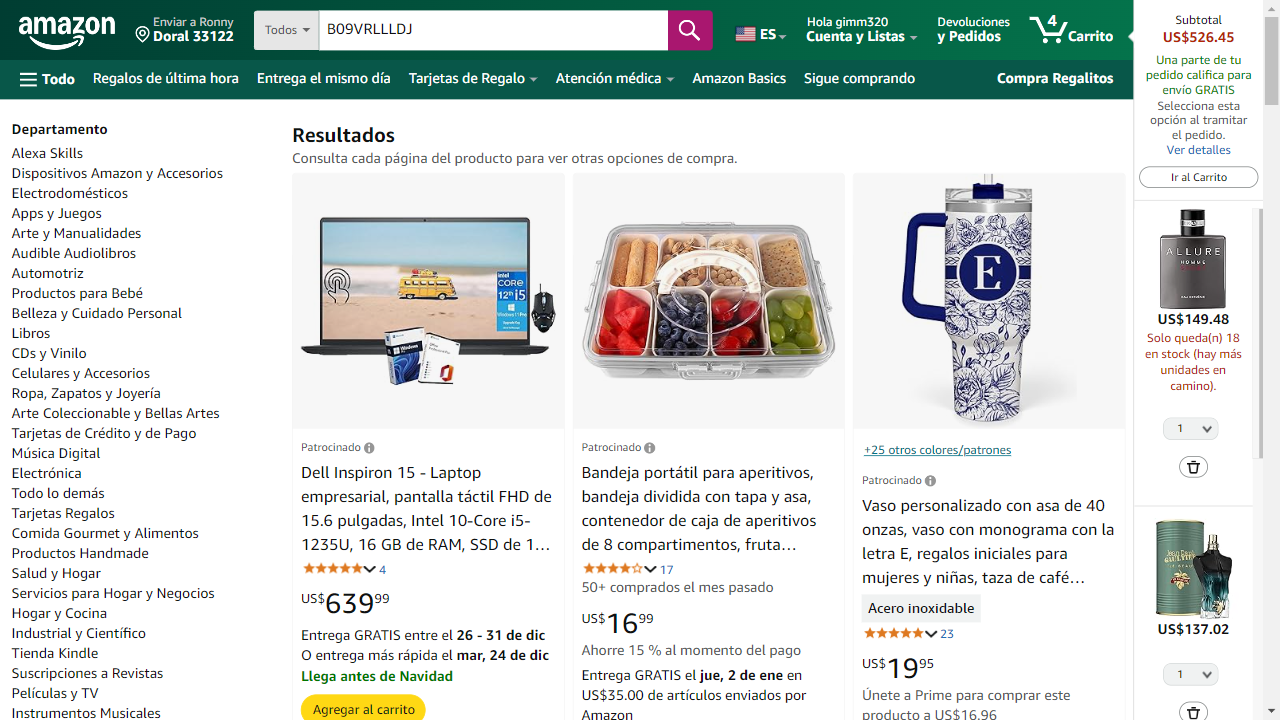 amazon
Enviar a Ronny
Doral 33122
Todos
B09VRLLLDJ
ES
Hola gimm320
Cuenta y Listas
Devoluciones
y Pedidos
4
Carrito
Todo
Regalos de última hora
Entrega el mismo día
Tarjetas de Regalo
Atención médica
Amazon Basics
Sigue comprando
Compra Regalitos
Departamento
Alexa Skills
Dispositivos Amazon y Accesorios
Electrodomésticos
Apps y Juegos
Arte y Manualidades
Audible Audiolibros
Automotriz
Productos para Bebé
Belleza y Cuidado Personal
Libros
CDs y Vinilo
Celulares y Accesorios
Ropa, Zapatos y Joyería
Arte Coleccionable y Bellas Artes
Tarjetas de Crédito y de Pago
Música Digital
Electrónica
Todo lo demás
Tarjetas Regalos
Comida Gourmet y Alimentos
Productos Handmade
Salud y Hogar
Servicios para Hogar y Negocios
Hogar y Cocina
Industrial y Científico
Tienda Kindle
Suscripciones a Revistas
Películas y TV
Instrumentos Musicales
Resultados
Consulta cada página del producto para ver otras opciones de compra.
intel
CORE
12th i5
Windows 11 Pro
Patrocinado
Dell Inspiron 15 - Laptop
empresarial, pantalla táctil FHD de
15.6 pulgadas, Intel 10-Core i5-
1235U, 16 GB de RAM, SSD de 1…
4
US$63999
Entrega GRATIS entre el 26 - 31 de dic
O entrega más rápida el mar, 24 de dic
Llega antes de Navidad
Agregar al carrito
Patrocinado
Bandeja portátil para aperitivos,
bandeja dividida con tapa y asa,
contenedor de caja de aperitivos
de 8 compartimentos, fruta…
17
50+ comprados el mes pasado
US$1699
Ahorre 15 % al momento del pago
Entrega GRATIS el jue, 2 de ene en
US$35.00 de artículos enviados por
Amazon
E
+25 otros colores/patrones
Patrocinado
Vaso personalizado con asa de 40
onzas, vaso con monograma con la
letra E, regalos iniciales para
mujeres y niñas, taza de café…
Acero inoxidable
23
US$1995
Únete a Prime para comprar este
producto a US$16.96
Subtotal
US$526.45
Una parte de tu
pedido califica para
envío GRATIS
Selecciona esta
opción al tramitar
el pedido.
Ver detalles
Ir al Carrito
ALLURE
HOMME
US$149.48
Solo queda(n) 18
en stock (hay más
unidades en
camino).
1
Jean Paul
GAULTIER
LE BEAU
US$137.02
1